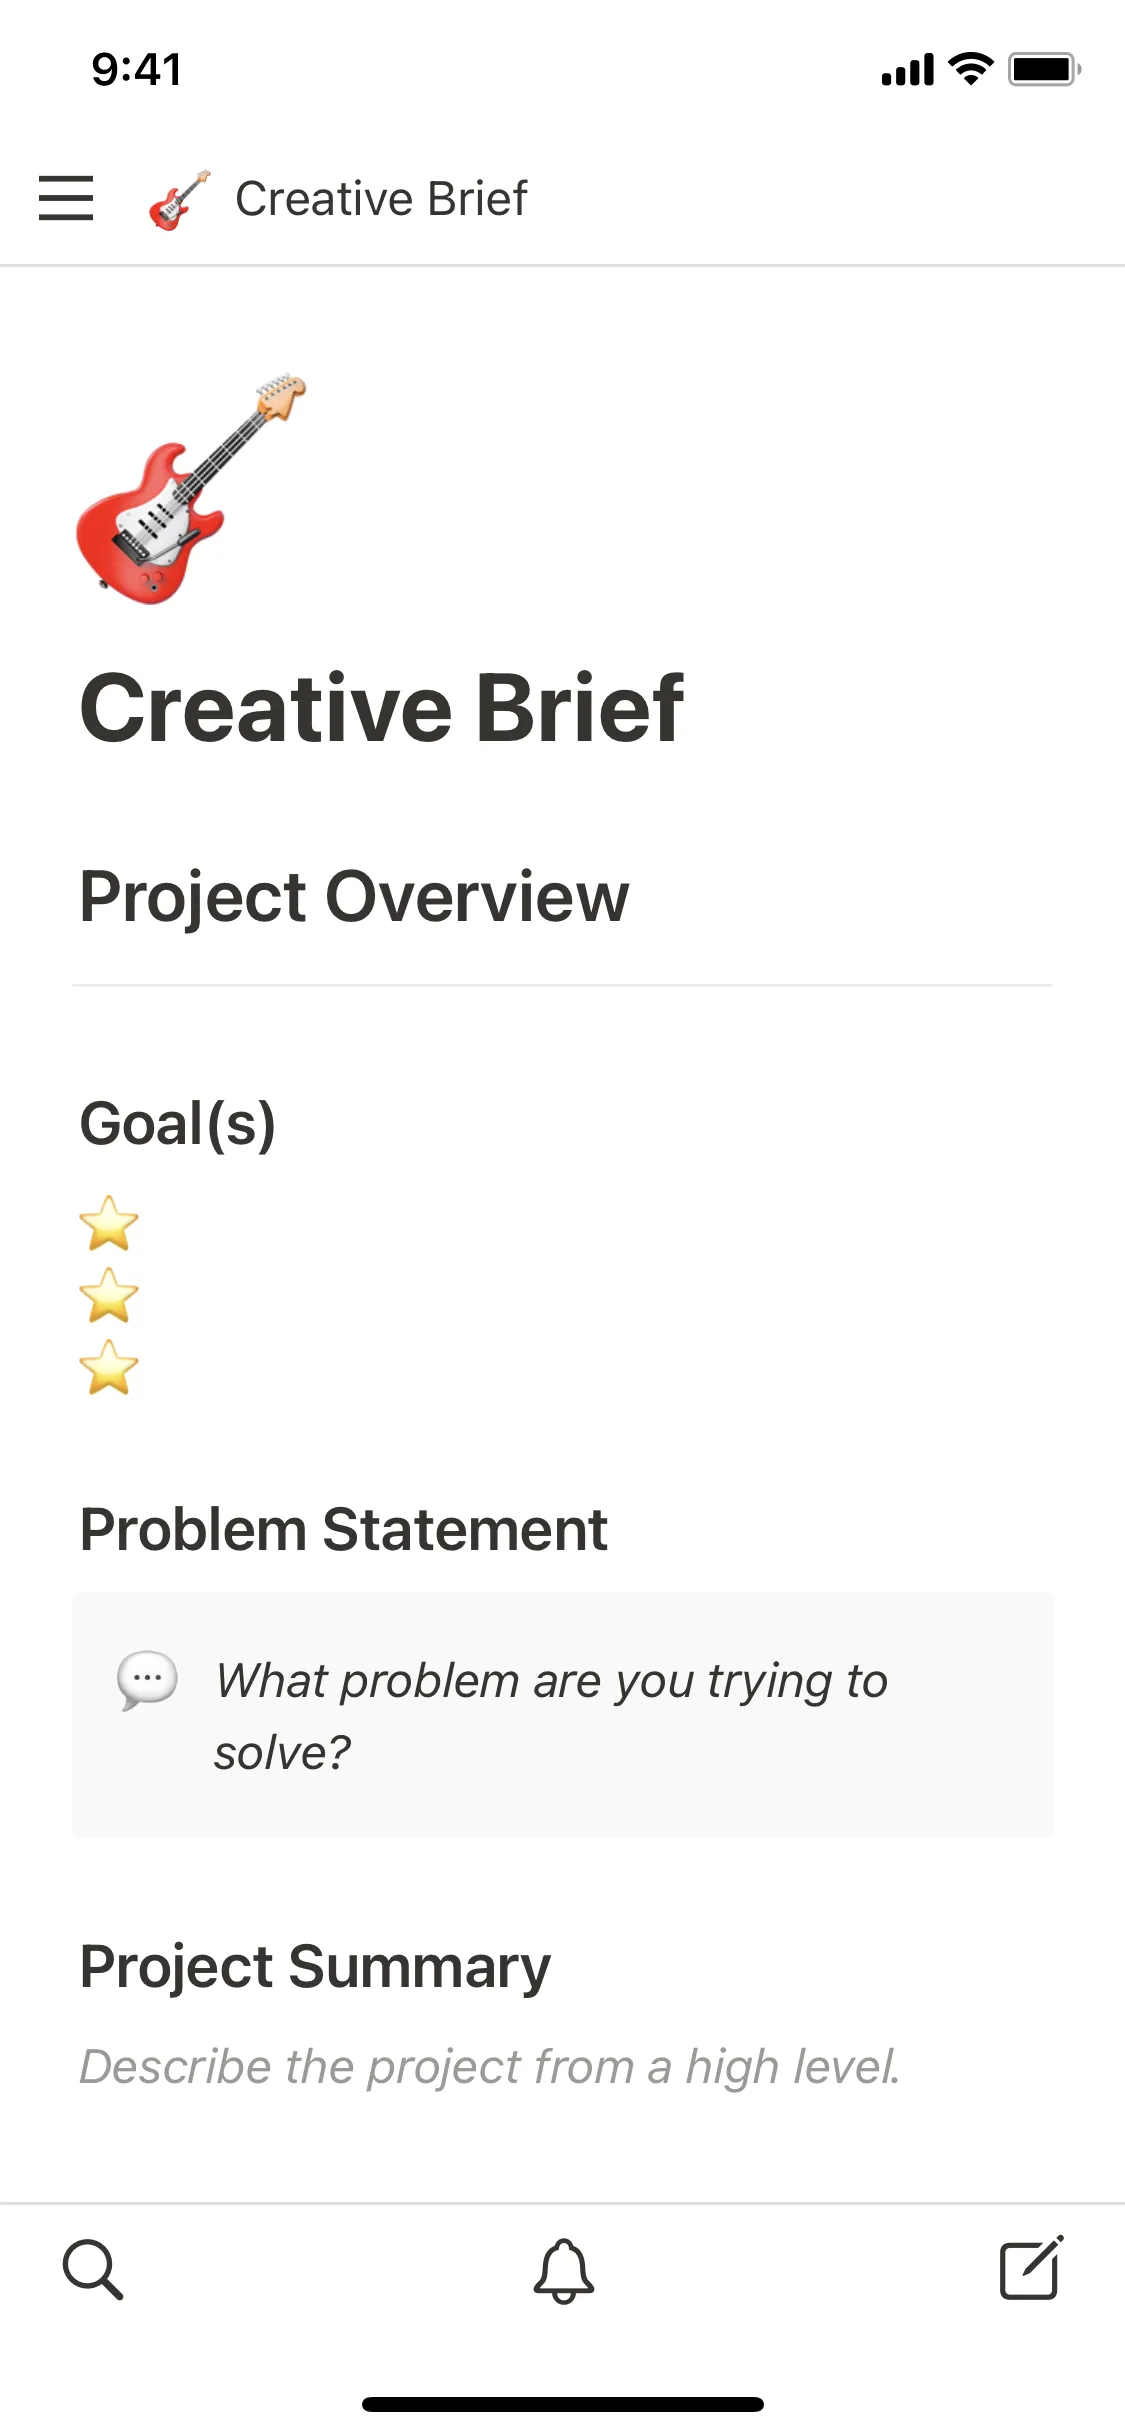 9:41
Creative Brief
Creative Brief
Project Overview
Goal(s)
Problem Statement
What problem are you trying to
solve?
Project Summary
Describe the project from a high level.